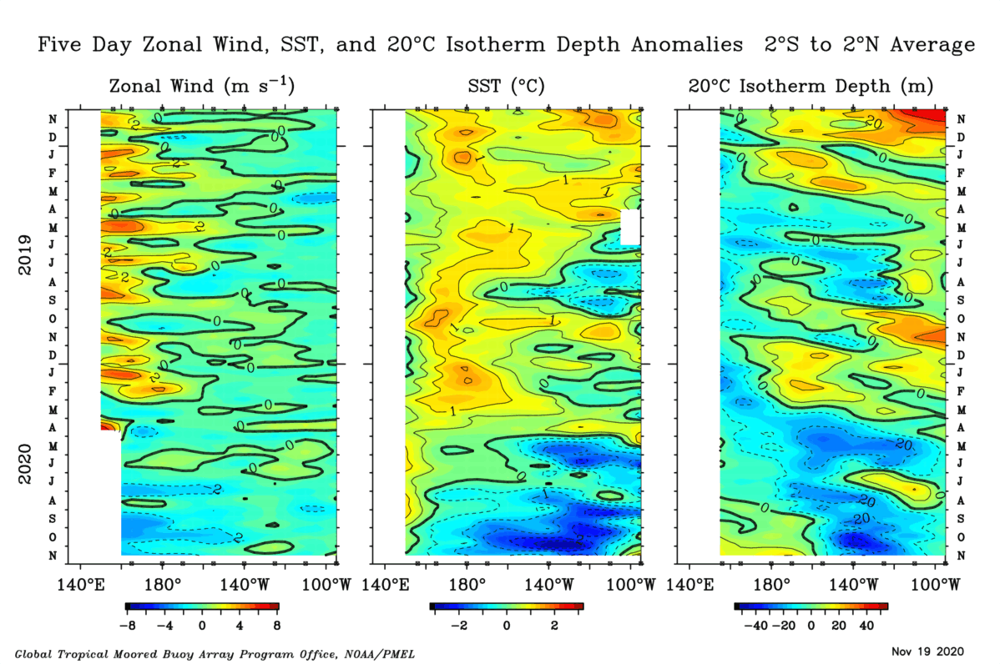 Five Day Zonal Wind, SST, and 20°C Isotherm Depth Anomalies 2°S to 2°N Average
Zonal Wind (m s⁻¹) SST (°C) 20°C Isotherm Depth (m)
N N
D D
J J
F F
M M
A A
M M
J J
J J
A A
S S
O O
N N
D D
J J
F F
M M
A A
M M
J J
J J
A A
S S
O O
N N
2019
2020
140°E 180° 140°W 100°W 140°E 180° 140°W 100°W 140°E 180° 140°W 100°W
−8 −4 0 4 8 −2 0 2 −40 −20 0 20 40
Global Tropical Moored Buoy Array Program Office, NOAA/PMEL
Nov 19 2020